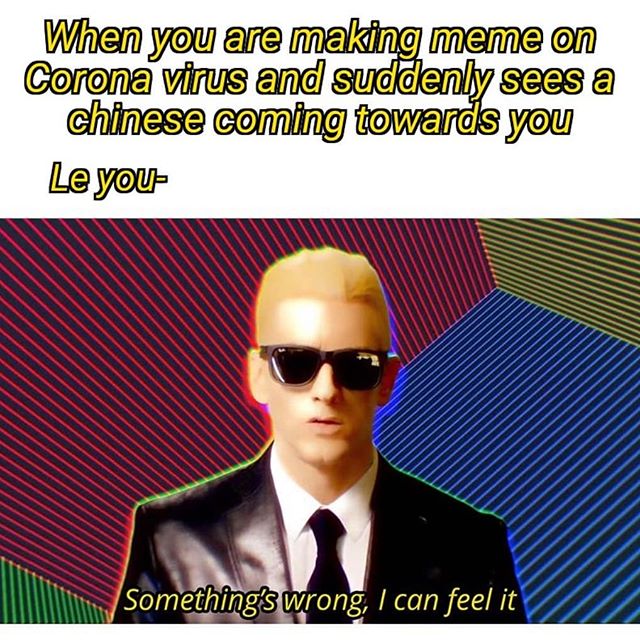 When you are making meme on
Corona virus and suddenly sees a
chinese coming towards you
Le you-
Something's wrong, I can feel it